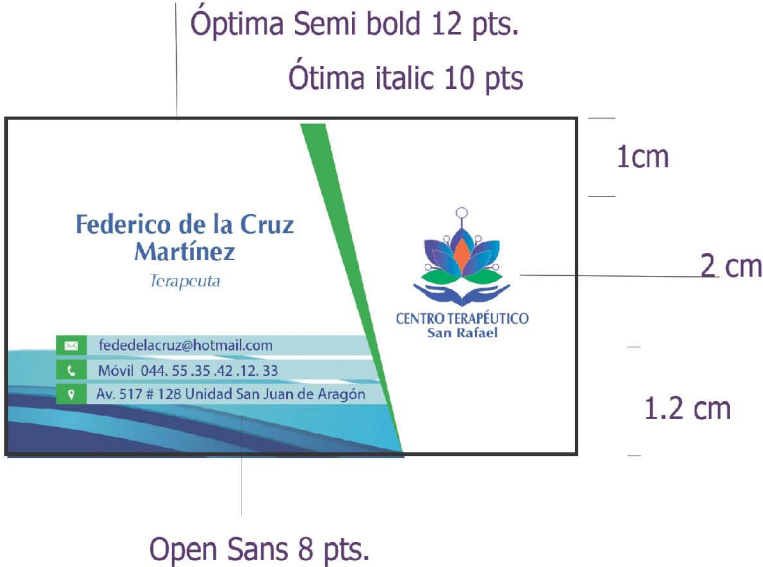 Óptima Semi bold 12 pts.
Ótima italic 10 pts
1cm
Federico de la Cruz
Martínez
Terapeuta
2 cm
CENTRO TERAPÉUTICO
San Rafael
fededelacruz@hotmail.com
Móvil 044. 55 .35 .42 .12. 33
Av. 517 # 128 Unidad San Juan de Aragón
1.2 cm
Open Sans 8 pts.